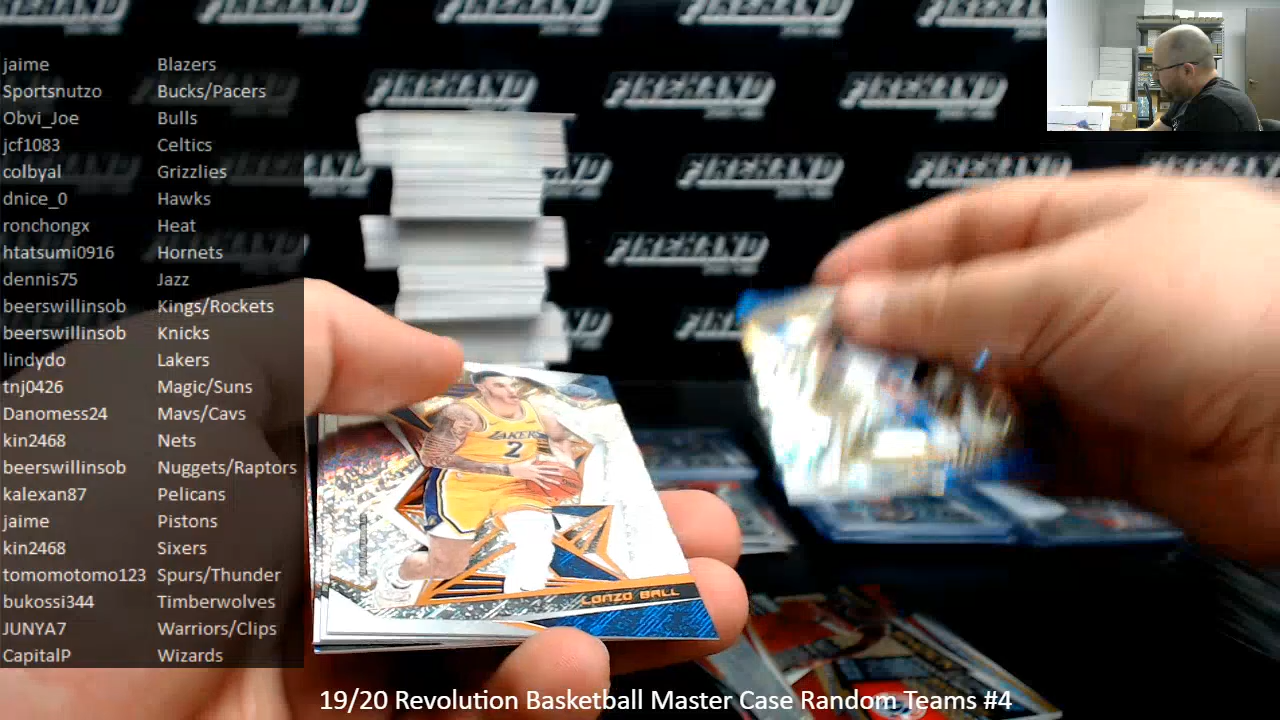 FIREHAND FIREHAND FIREHAND
jaime Blazers
Sportsnutzo Bucks/Pacers
Obvi_Joe Bulls
jcf1083 Celtics
colbyal Grizzlies
dnice_0 Hawks
ronchongx Heat
htatsumi0916 Hornets
FIREHAND
dennis75 Jazz
beerswillinsob Kings/Rockets
beerswillinsob Knicks
lindydo Lakers
tnj0426 Magic/Suns
Danomess24 Mavs/Cavs
kin2468 Nets
beerswillinsob Nuggets/Raptors
kalexan87 Pelicans
jaime Pistons
kin2468 Sixers
tomomotomo123 Spurs/Thunder
bukossi344 Timberwolves
JUNYA7 Warriors/Clips
CapitalP Wizards
LAKERS
2
LONZO BALL
19/20 Revolution Basketball Master Case Random Teams #4